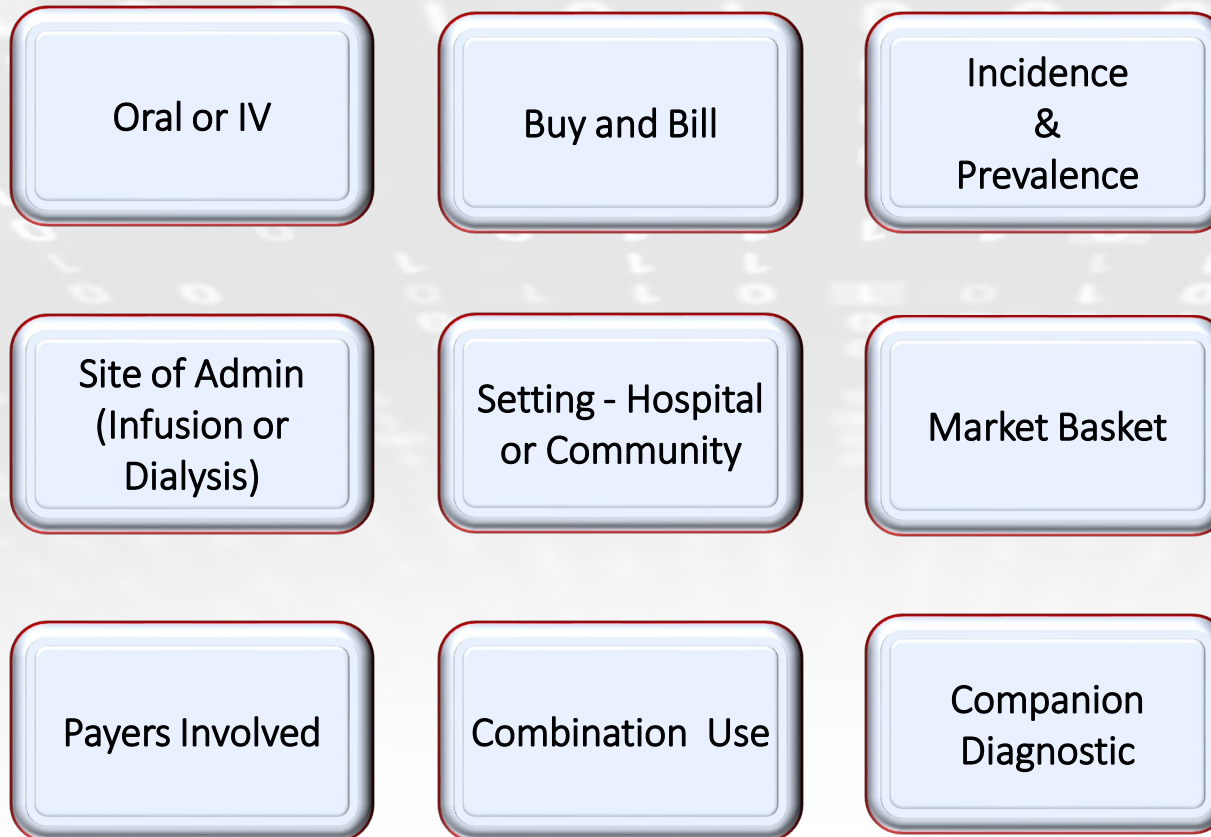 Oral or IV
Buy and Bill
Incidence
&
Prevalence
Site of Admin
(Infusion or
Dialysis)
Setting - Hospital
or Community
Market Basket
Payers Involved
Combination  Use
Companion
Diagnostic